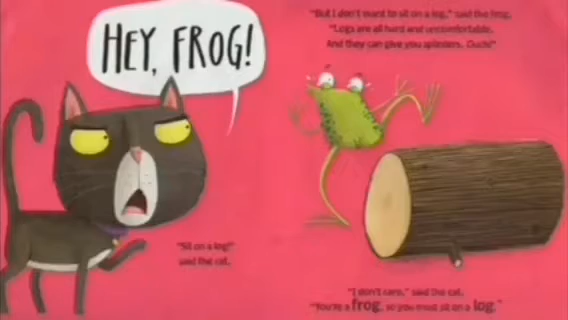 HEY, FROG!
"Sit on a log!"
said the cat.
"But I don't want to sit on a log," said the frog.
"Logs are all hard and uncomfortable.
And they can give you splinters. Ouch!"
"I don't care," said the cat.
"You're a frog, so you must sit on a log."